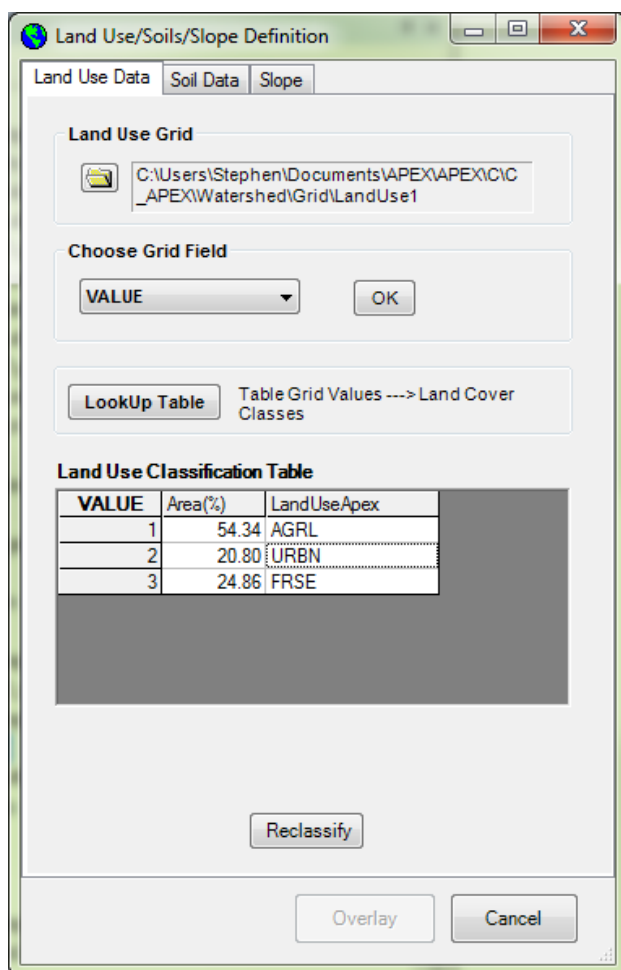 Land Use/Soils/Slope Definition
Land Use Data Soil Data Slope
Land Use Grid
C:\Users\Stephen\Documents\APEX\APEX\C\C
_APEX\Watershed\Grid\LandUse1
Choose Grid Field
VALUE OK
LookUp Table Table Grid Values ---> Land Cover
Classes
Land Use Classification Table
VALUE Area(%) LandUseApex
1 54.34 AGRL
2 20.80 URBN
3 24.86 FRSE
Reclassify
Overlay Cancel